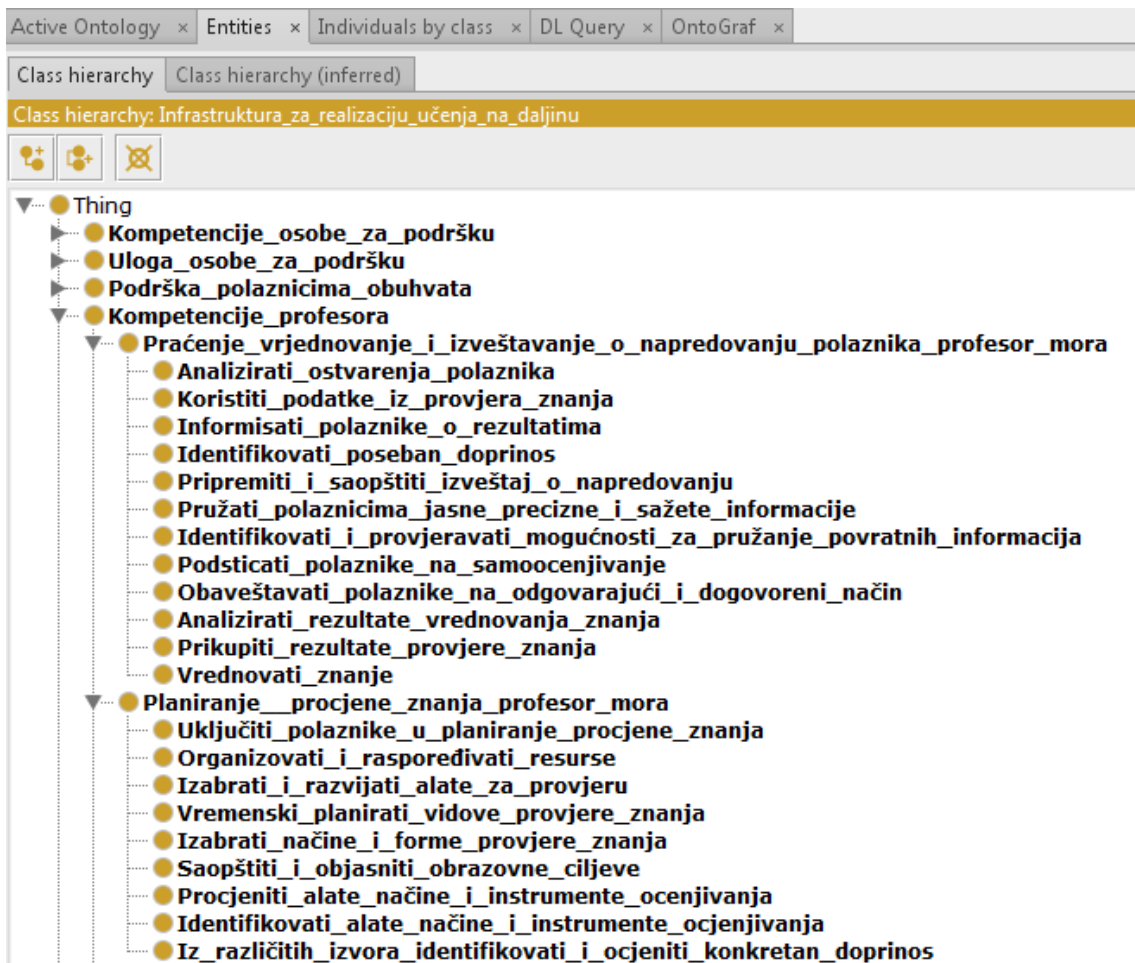 Active Ontology × Entities × Individuals by class × DL Query × OntoGraf ×
Class hierarchy Class hierarchy (inferred)
Class hierarchy: Infrastruktura_za_realizaciju_učenja_na_daljinu
Thing
Kompetencije_osobe_za_podršku
Uloga_osobe_za_podršku
Podrška_polaznicima_obuhvata
Kompetencije_profesora
Praćenje_vrjednovanje_i_izveštavanje_o_napredovanju_polaznika_profesor_mora
Analizirati_ostvarenja_polaznika
Koristiti_podatke_iz_provjera_znanja
Informisati_polaznike_o_rezultatima
Identifikovati_poseban_doprinos
Pripremiti_i_saopštiti_izveštaj_o_napredovanju
Pružati_polaznicima_jasne_precizne_i_sažete_informacije
Identifikovati_i_provjeravati_mogućnosti_za_pružanje_povratnih_informacija
Podsticati_polaznike_na_samoocenjivanje
Obaveštavati_polaznike_na_odgovarajući_i_dogovoreni_način
Analizirati_rezultate_vrednovanja_znanja
Prikupiti_rezultate_provjere_znanja
Vrednovati_znanje
Planiranje__procjene_znanja_profesor_mora
Uključiti_polaznike_u_planiranje_procjene_znanja
Organizovati_i_raspoređivati_resurse
Izabrati_i_razvijati_alate_za_provjeru
Vremenski_planirati_vidove_provjere_znanja
Izabrati_načine_i_forme_provjere_znanja
Saopštiti_i_objasniti_obrazovne_ciljeve
Procjeniti_alate_načine_i_instrumente_ocenjivanja
Identifikovati_alate_načine_i_instrumente_ocjenjivanja
Iz_različitih_izvora_identifikovati_i_ocjeniti_konkretan_doprinos